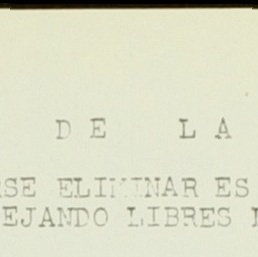 D E L A
SE ELIMINAR ES
EJANDO LIBRES